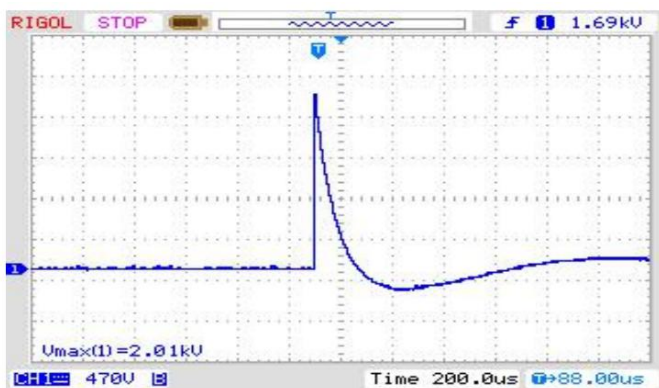 RIGOL STOP T f 1 1.69kV
T
1
Vmax(1)=2.01kV
CH1 470V B Time 200.0us T→88.00us